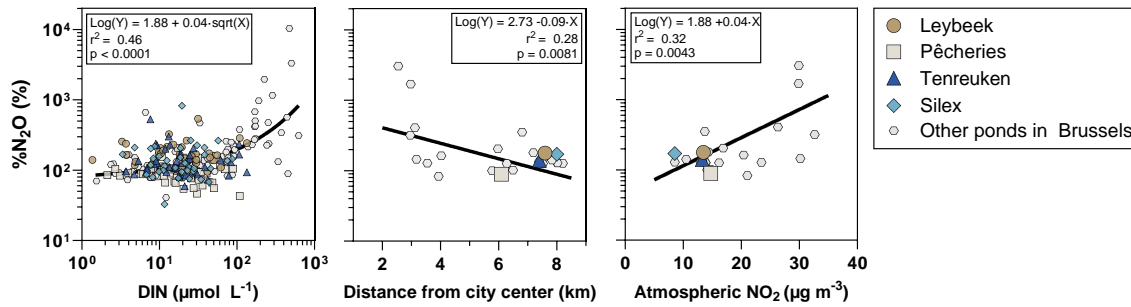 Log(Y) = 1.88 + 0.04·sqrt(X)
r² = 0.46
p < 0.0001
Log(Y) = 2.73 -0.09·X
r² = 0.28
p = 0.0081
Log(Y) = 1.88 +0.04·X
r² = 0.32
p = 0.0043
%N₂O (%)
10⁴
10³
10²
10¹
10⁰ 10¹ 10² 10³
2 4 6 8
0 10 20 30 40
DIN (µmol L⁻¹)
Distance from city center (km)
Atmospheric NO₂ (µg m⁻³)
Leybeek
Pêcheries
Tenreuken
Silex
Other ponds in Brussels